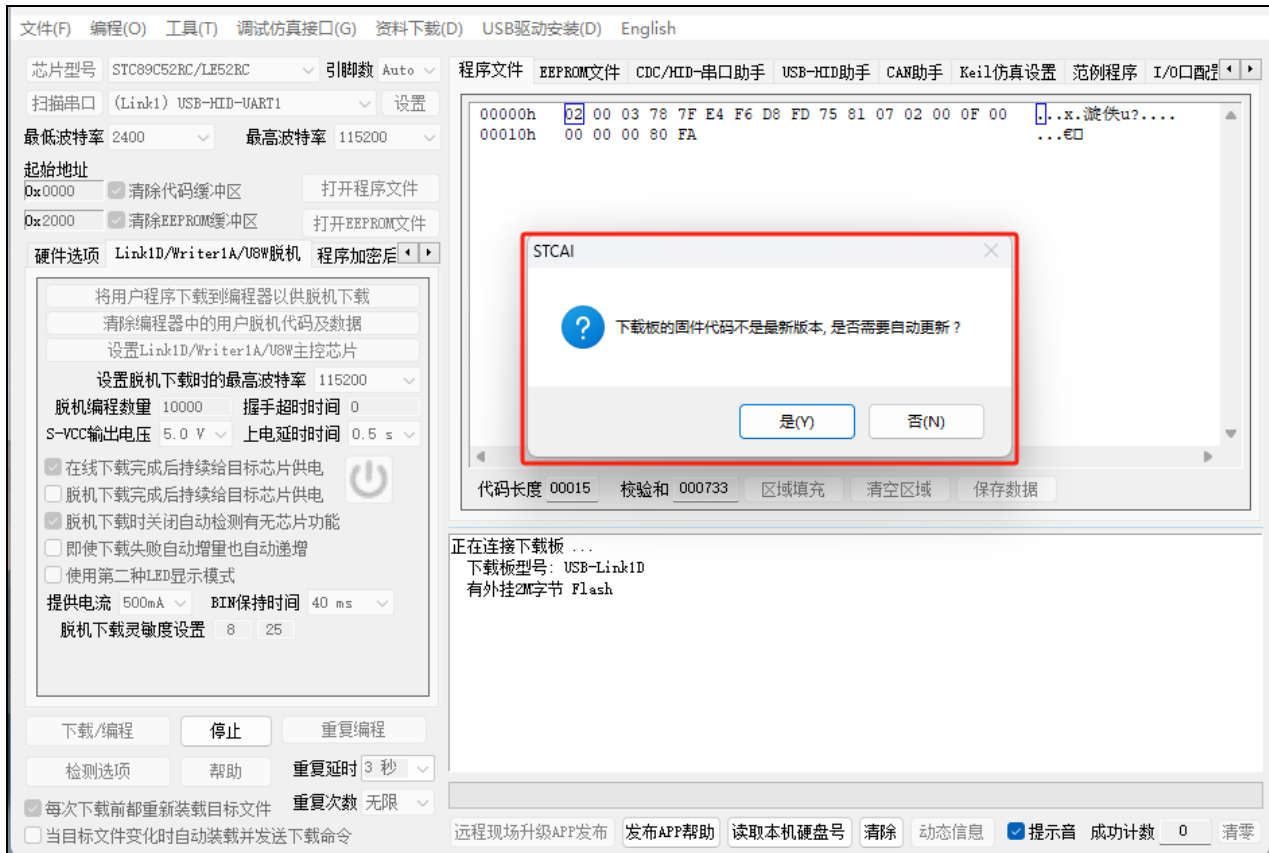 文件(F) 编程(O) 工具(T) 调试仿真接口(G) 资料下载(D) USB驱动安装(D) English
芯片型号 STC89C52RC/LE52RC 引脚数 Auto
扫描串口 (Link1) USB-HID-UART1 设置
最低波特率 2400 最高波特率 115200
起始地址
0x0000 清除代码缓冲区 打开程序文件
0x2000 清除EEPROM缓冲区 打开EEPROM文件
硬件选项 Link1D/Writer1A/U8W脱机 程序加密后
将用户程序下载到编程器以供脱机下载
清除编程器中的用户脱机代码及数据
设置Link1D/Writer1A/U8W主控芯片
设置脱机下载时的最高波特率 115200
脱机编程数量 10000 握手超时时间 0
S-VCC输出电压 5.0 V 上电延时时间 0.5 s
在线下载完成后持续给目标芯片供电
脱机下载完成后持续给目标芯片供电
脱机下载时关闭自动检测有无芯片功能
即使下载失败自动增量也自动递增
使用第二种LED显示模式
提供电流 500mA BIN保持时间 40 ms
脱机下载灵敏度设置 8 25
下载/编程 停止 重复编程
检测选项 帮助 重复延时 3 秒
每次下载前都重新装载目标文件 重复次数 无限
当目标文件变化时自动装载并发送下载命令
程序文件 EEPROM文件 CDC/HID-串口助手 USB-HID助手 CAN助手 Keil仿真设置 范例程序 I/O口配置
00000h 02 00 03 78 7F E4 F6 D8 FD 75 81 07 02 00 0F 00 ...x.漩佚u?....
00010h 00 00 00 80 FA ...€
STCAI
下载板的固件代码不是最新版本, 是否需要自动更新?
是(Y) 否(N)
代码长度 00015 校验和 000733 区域填充 清空区域 保存数据
正在连接下载板 ...
下载板型号: USB-Link1D
有外挂2M字节 Flash
远程现场升级APP发布 发布APP帮助 读取本机硬盘号 清除 动态信息 提示音 成功计数 0 清零